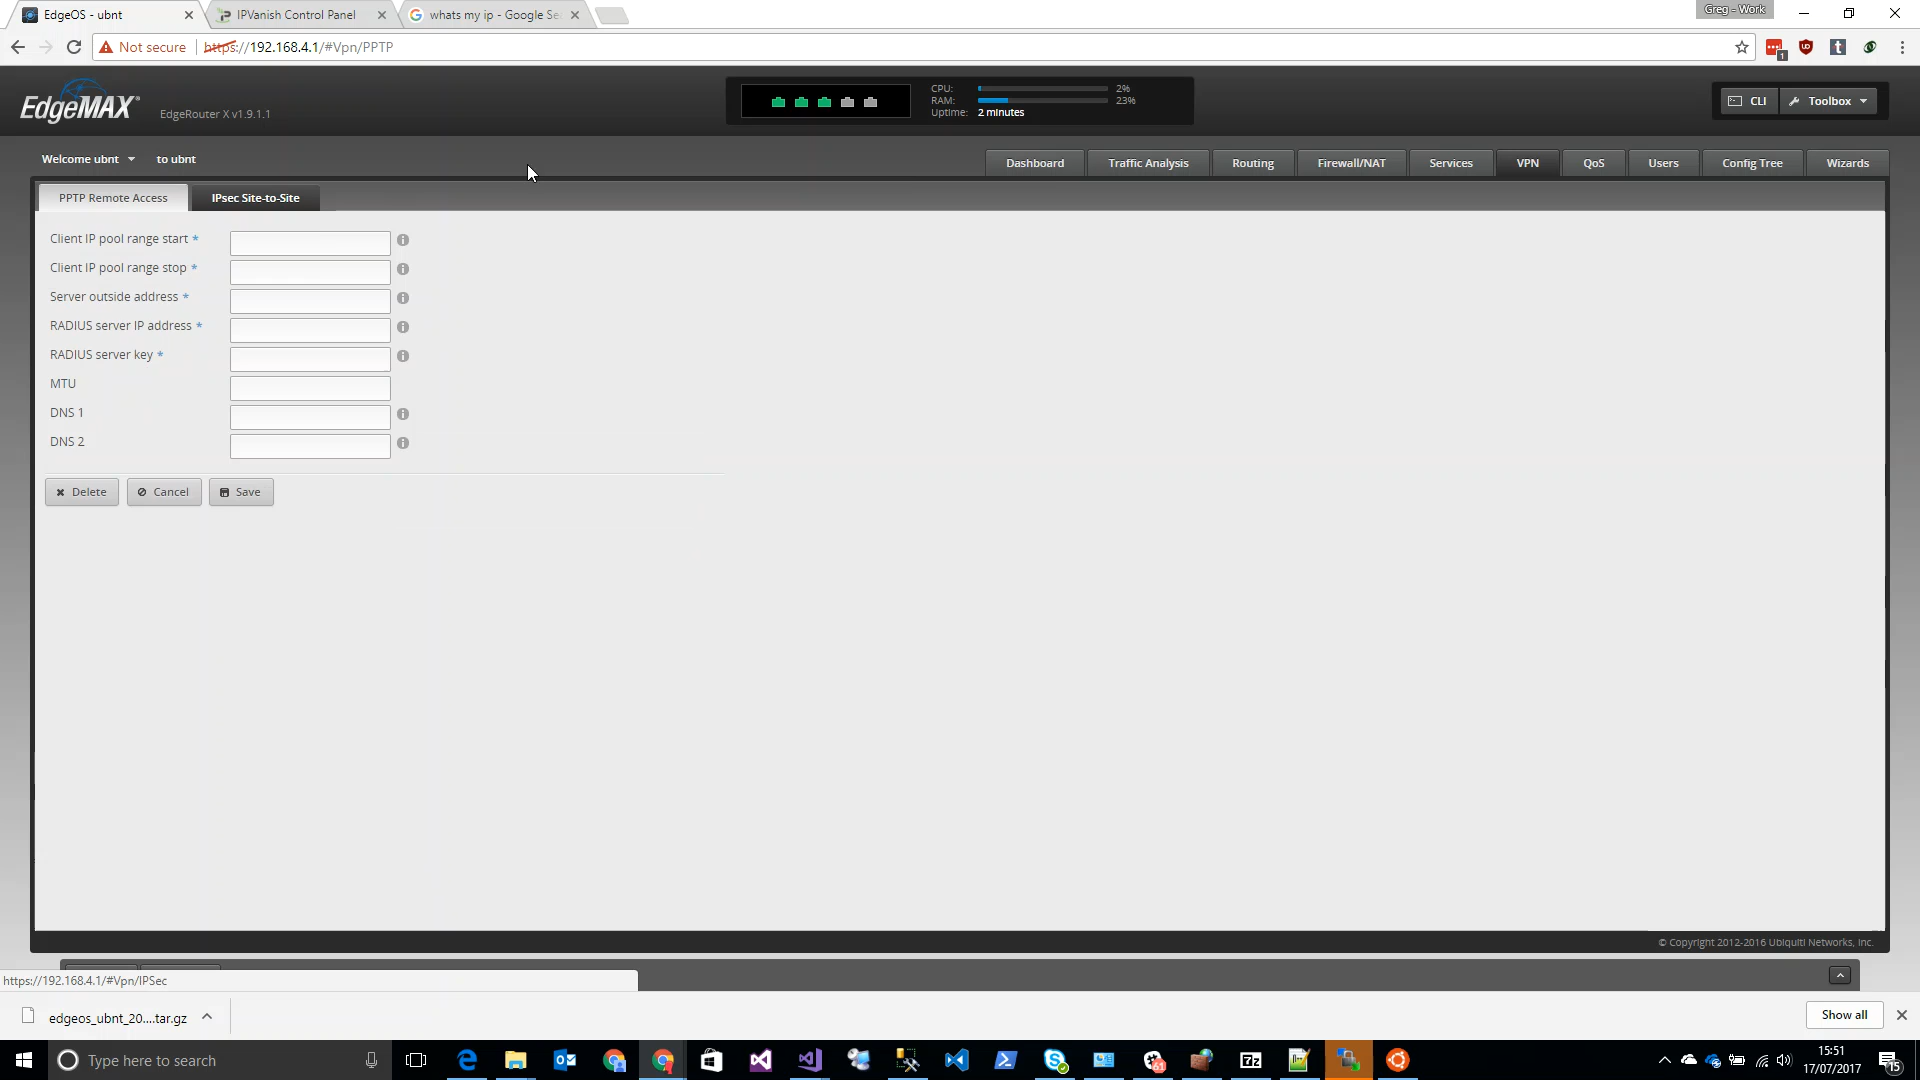 EdgeOS - ubnt
IPVanish Control Panel
whats my ip - Google Se
Greg - Work
Not secure
https://192.168.4.1/#Vpn/PPTP
1
EdgeMAX
EdgeRouter X v1.9.1.1
CPU: 2%
RAM: 23%
Uptime: 2 minutes
CLI
Toolbox
Welcome ubnt
to ubnt
Dashboard
Traffic Analysis
Routing
Firewall/NAT
Services
VPN
QoS
Users
Config Tree
Wizards
PPTP Remote Access
IPsec Site-to-Site
Client IP pool range start *
Client IP pool range stop *
Server outside address *
RADIUS server IP address *
RADIUS server key *
MTU
DNS 1
DNS 2
Delete
Cancel
Save
© Copyright 2012-2016 Ubiquiti Networks, Inc.
https://192.168.4.1/#Vpn/IPSec
edgeos_ubnt_20....tar.gz
Show all
Type here to search
61
7z
15:51
17/07/2017
15